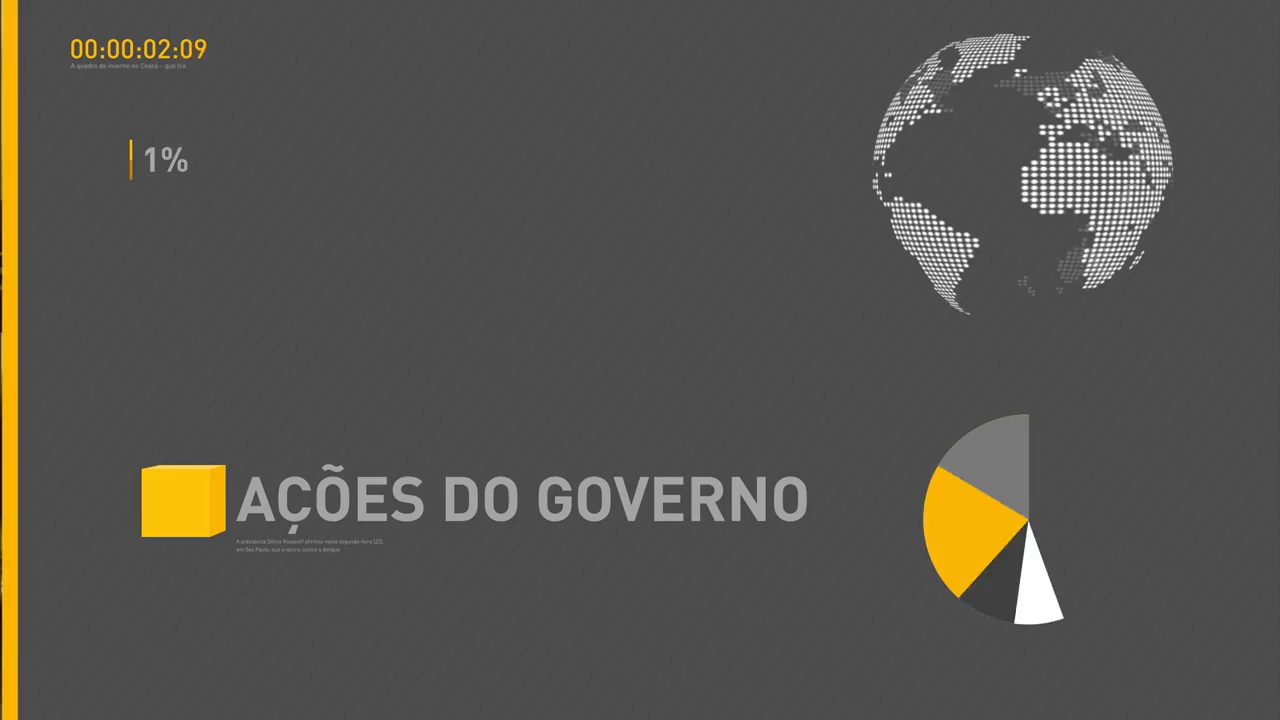 00:00:02:09
A quadra de inverno no Ceará – que tra
1%
AÇÕES DO GOVERNO
A presidenta Dilma Rousseff afirmou nesta segunda-feira (22),
em São Paulo, que a vacina contra a dengue